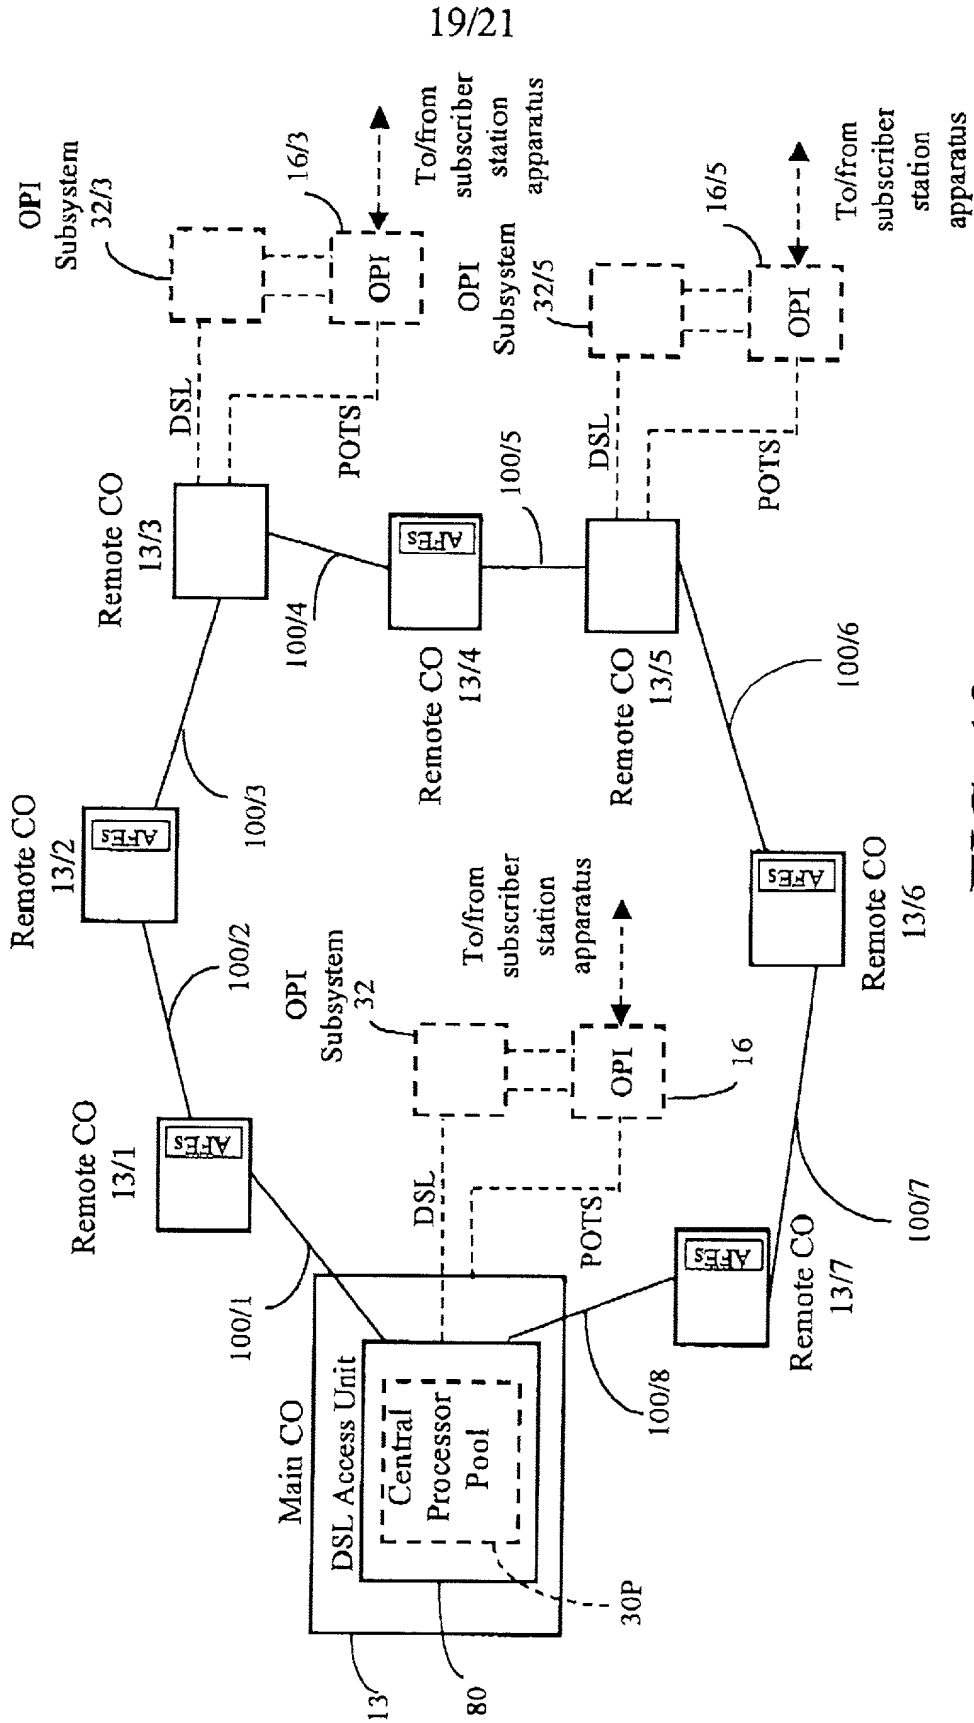 19/21
OPI
Subsystem
32/3
16/3
To/from
subscriber
station
apparatus
OPI
DSL
POTS
Remote CO
13/3
100/4
AFEs
Remote CO
13/4
100/5
OPI
Subsystem
32/5
16/5
To/from
subscriber
station
apparatus
OPI
DSL
POTS
Remote CO
13/5
100/6
100/3
Remote CO
13/2
AFEs
100/2
Remote CO
13/1
AFEs
100/1
OPI
Subsystem
32
To/from
subscriber
station
apparatus
OPI
16
DSL
POTS
AFEs
Remote CO
13/6
100/7
AFEs
Remote CO
13/7
100/8
Main CO
DSL Access Unit
Central
Processor
Pool
30P
13
80